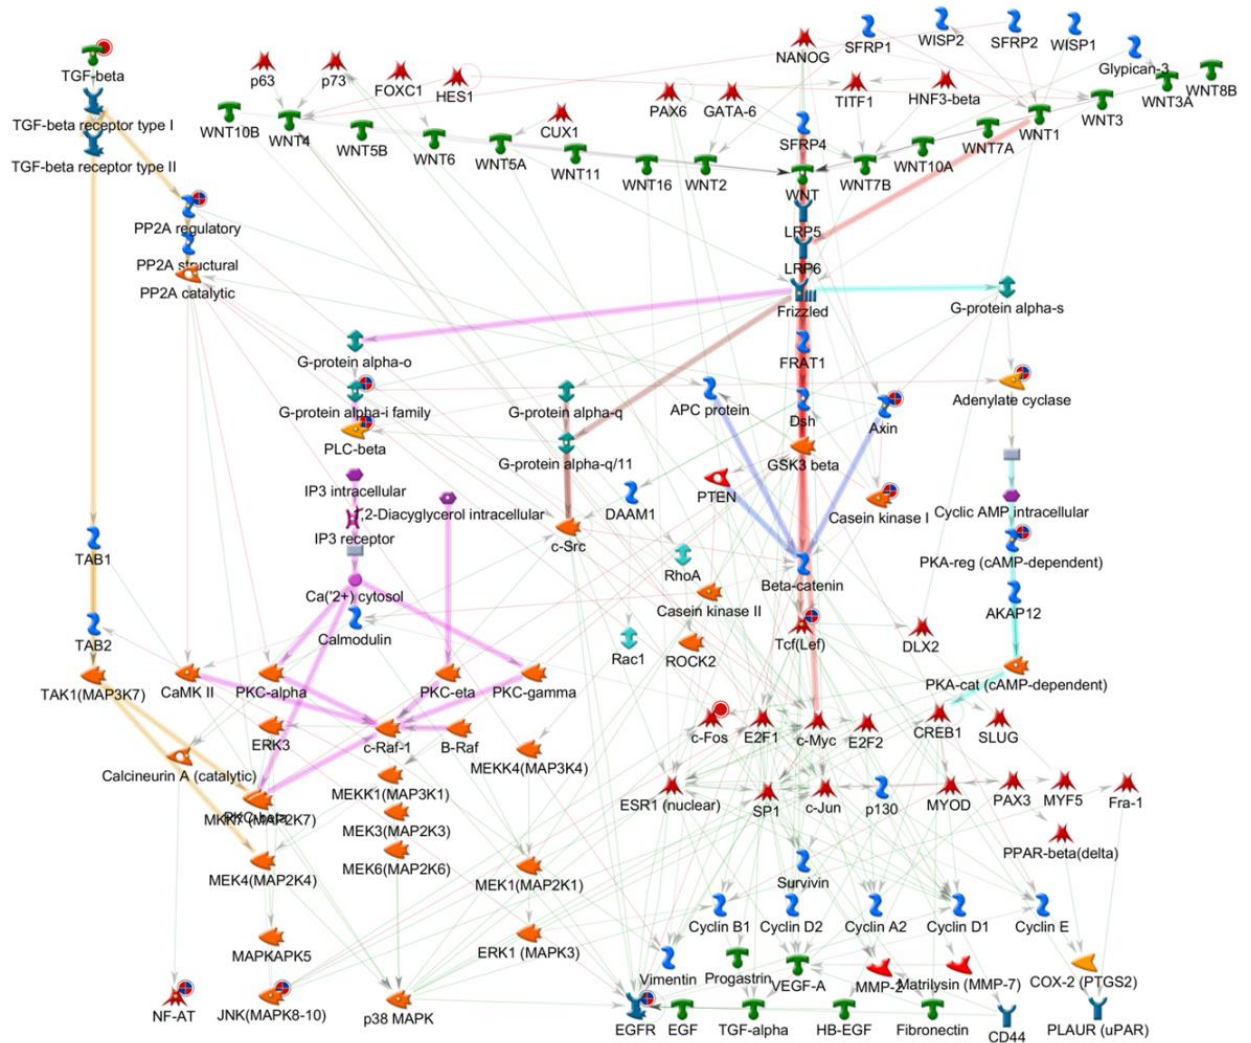 NANOG
SFRP1
WISP2
SFRP2
WISP1
Glypican-3
WNT3A
WNT8B
TGF-beta
p63
p73
FOXC1
HES1
PAX6
GATA-6
TITF1
HNF3-beta
WNT3
WNT1
TGF-beta receptor type I
WNT10B
WNT4
WNT5B
WNT6
WNT5A
CUX1
WNT11
WNT16
WNT2
SFRP4
WNT7B
WNT10A
WNT7A
TGF-beta receptor type II
WNT
PP2A regulatory
LRP5
PP2A structural
LRP6
PP2A catalytic
Frizzled
G-protein alpha-s
G-protein alpha-o
FRAT1
G-protein alpha-i family
G-protein alpha-q
APC protein
Dsh
Axin
Adenylate cyclase
PLC-beta
G-protein alpha-q/11
GSK3 beta
IP3 intracellular
1,2-Diacyglycerol intracellular
DAAM1
PTEN
Casein kinase I
Cyclic AMP intracellular
IP3 receptor
c-Src
TAB1
RhoA
Beta-catenin
PKA-reg (cAMP-dependent)
Ca('2+) cytosol
Casein kinase II
AKAP12
Calmodulin
TAB2
Rac1
ROCK2
Tcf(Lef)
DLX2
TAK1(MAP3K7)
CaMK II
PKC-alpha
PKC-eta
PKC-gamma
PKA-cat (cAMP-dependent)
ERK3
c-Raf-1
B-Raf
c-Fos
E2F1
c-Myc
E2F2
CREB1
SLUG
Calcineurin A (catalytic)
MEKK4(MAP3K4)
MEKK1(MAP3K1)
ESR1 (nuclear)
SP1
c-Jun
p130
MYOD
PAX3
MYF5
Fra-1
MKK7 (MAP2K7)
MEK3(MAP2K3)
PPAR-beta(delta)
MEK4(MAP2K4)
MEK6(MAP2K6)
MEK1(MAP2K1)
Survivin
Cyclin B1
Cyclin D2
Cyclin A2
Cyclin D1
Cyclin E
MAPKAPK5
ERK1 (MAPK3)
Vimentin
Progastrin
VEGF-A
MMP-2
Matrilysin (MMP-7)
COX-2 (PTGS2)
NF-AT
JNK(MAPK8-10)
p38 MAPK
EGFR
EGF
TGF-alpha
HB-EGF
Fibronectin
CD44
PLAUR (uPAR)